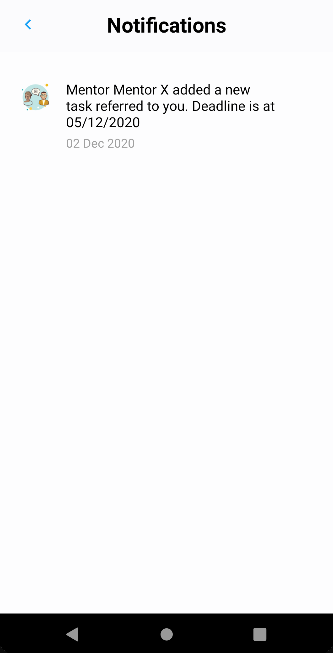 Notifications
Mentor Mentor X added a new
task referred to you. Deadline is at
05/12/2020
02 Dec 2020